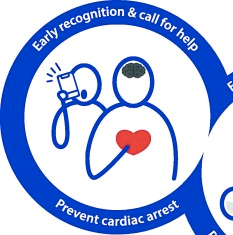 Early recognition & call for help
Prevent cardiac arrest